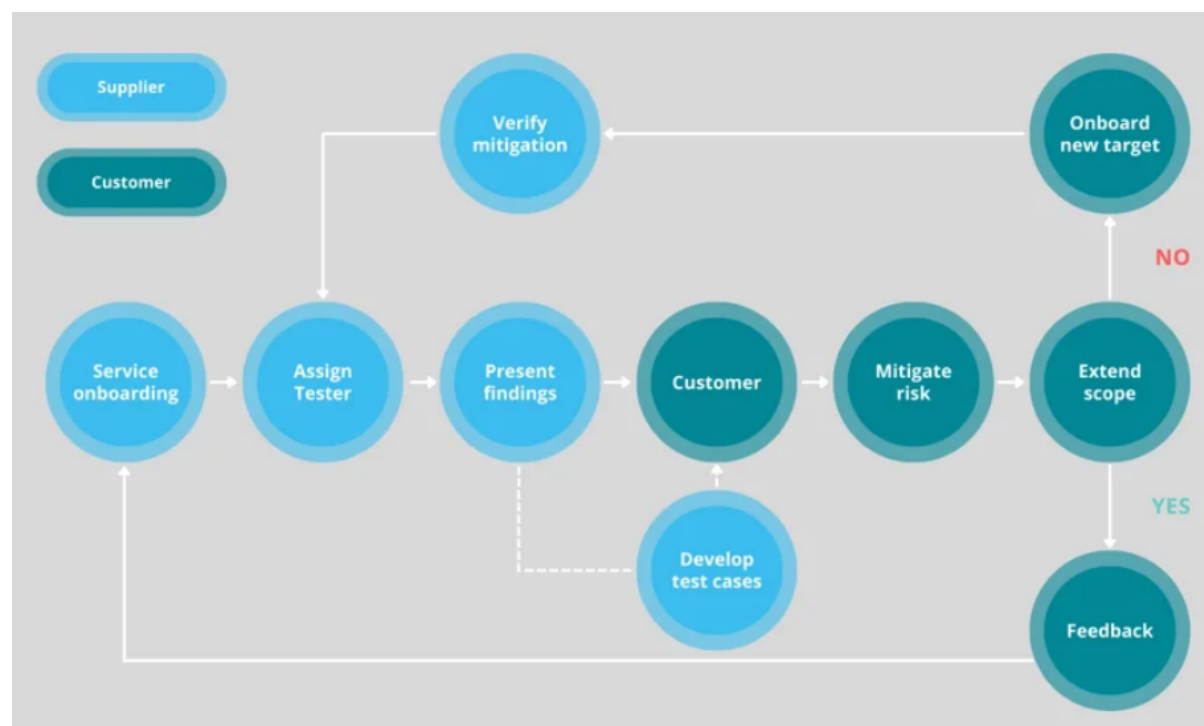 Supplier
Customer
Verify
mitigation
Onboard
new target
NO
Service
onboarding
Assign
Tester
Present
findings
Customer
Mitigate
risk
Extend
scope
YES
Develop
test cases
Feedback